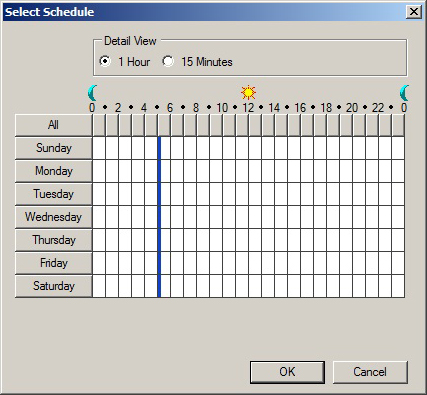 Select Schedule
Detail View
1 Hour 15 Minutes
0 • 2 • 4 • 6 • 8 • 10 • 12 • 14 • 16 • 18 • 20 • 22 • 0
All
Sunday
Monday
Tuesday
Wednesday
Thursday
Friday
Saturday
OK Cancel